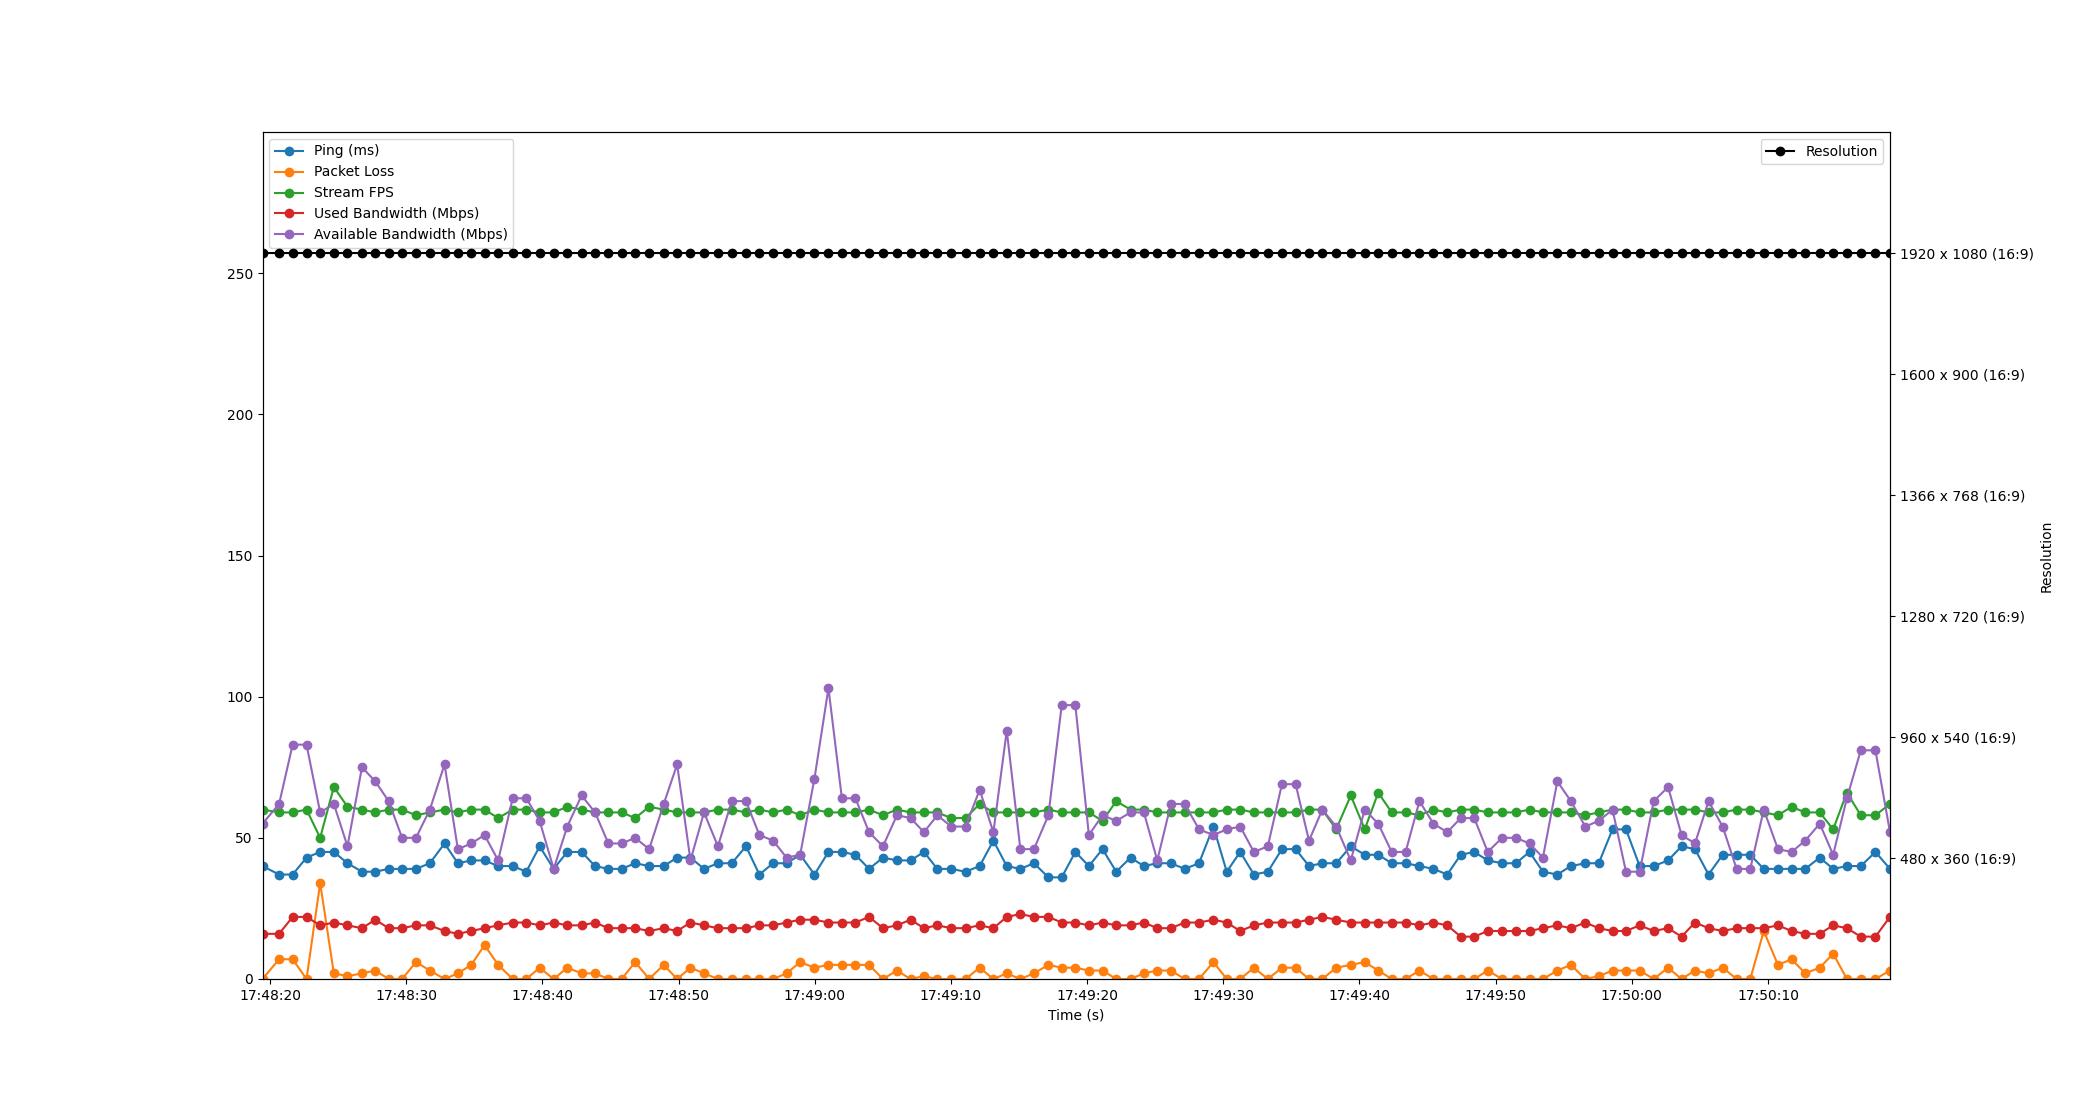 Ping (ms)
Packet Loss
Stream FPS
Used Bandwidth (Mbps)
Available Bandwidth (Mbps)
Resolution
250
200
150
100
50
0
1920 x 1080 (16:9)
1600 x 900 (16:9)
1366 x 768 (16:9)
1280 x 720 (16:9)
960 x 540 (16:9)
480 x 360 (16:9)
Resolution
17:48:20 17:48:30 17:48:40 17:48:50 17:49:00 17:49:10 17:49:20 17:49:30 17:49:40 17:49:50 17:50:00 17:50:10
Time (s)